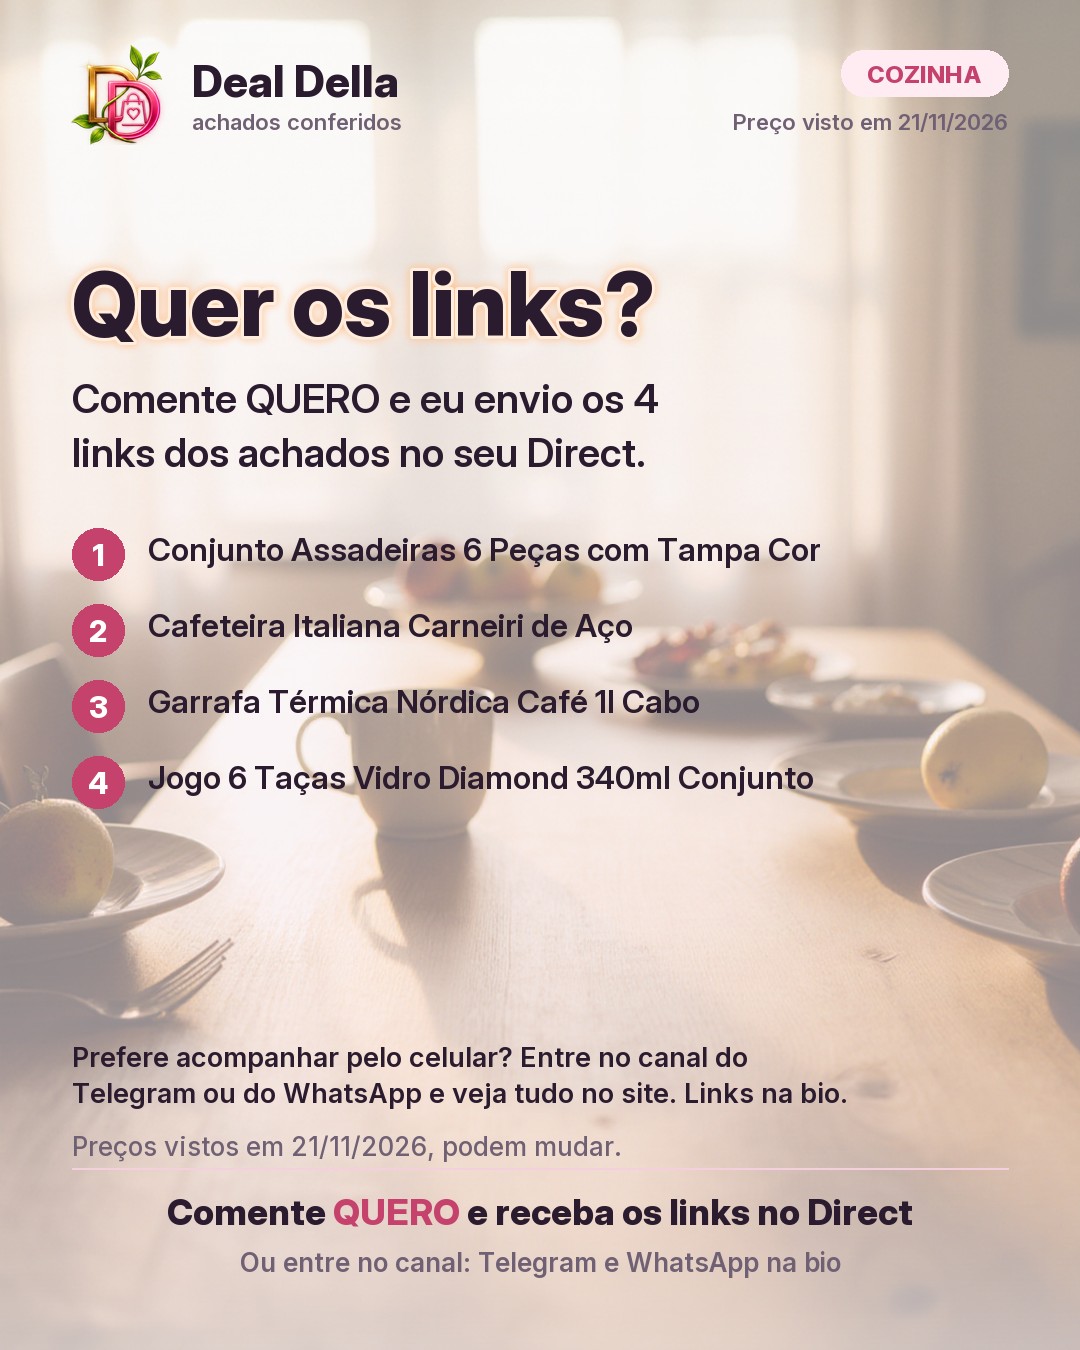 Deal Della
achados conferidos
COZINHA
Preço visto em 21/11/2026
Quer os links?
Comente QUERO e eu envio os 4
links dos achados no seu Direct.
1 Conjunto Assadeiras 6 Peças com Tampa Cor
2 Cafeteira Italiana Carneiri de Aço
3 Garrafa Térmica Nórdica Café 1l Cabo
4 Jogo 6 Taças Vidro Diamond 340ml Conjunto
Prefere acompanhar pelo celular? Entre no canal do
Telegram ou do WhatsApp e veja tudo no site. Links na bio.
Preços vistos em 21/11/2026, podem mudar.
Comente QUERO e receba os links no Direct
Ou entre no canal: Telegram e WhatsApp na bio